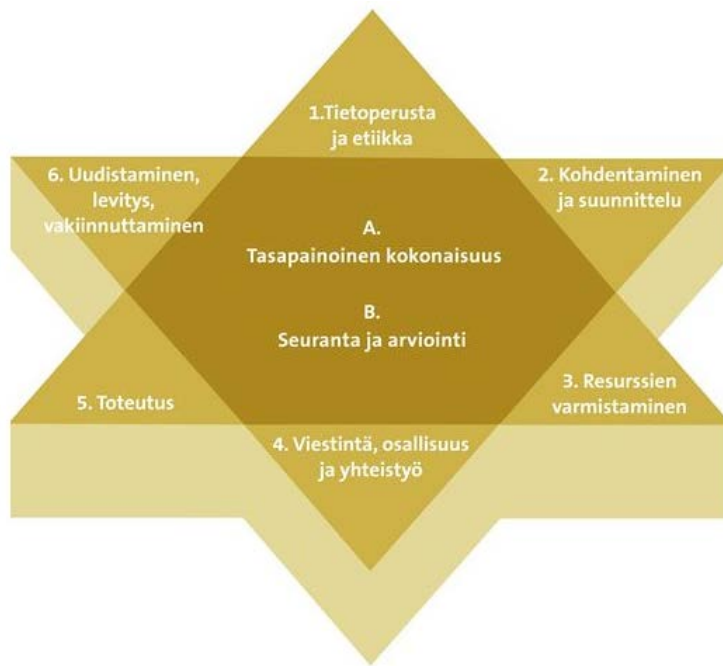 1.Tietoperusta
ja etiikka
2. Kohdentaminen
ja suunnittelu
3. Resurssien
varmistaminen
4. Viestintä, osallisuus
ja yhteistyö
5. Toteutus
6. Uudistaminen,
levitys,
vakiinnuttaminen
A.
Tasapainoinen kokonaisuus
B.
Seuranta ja arviointi